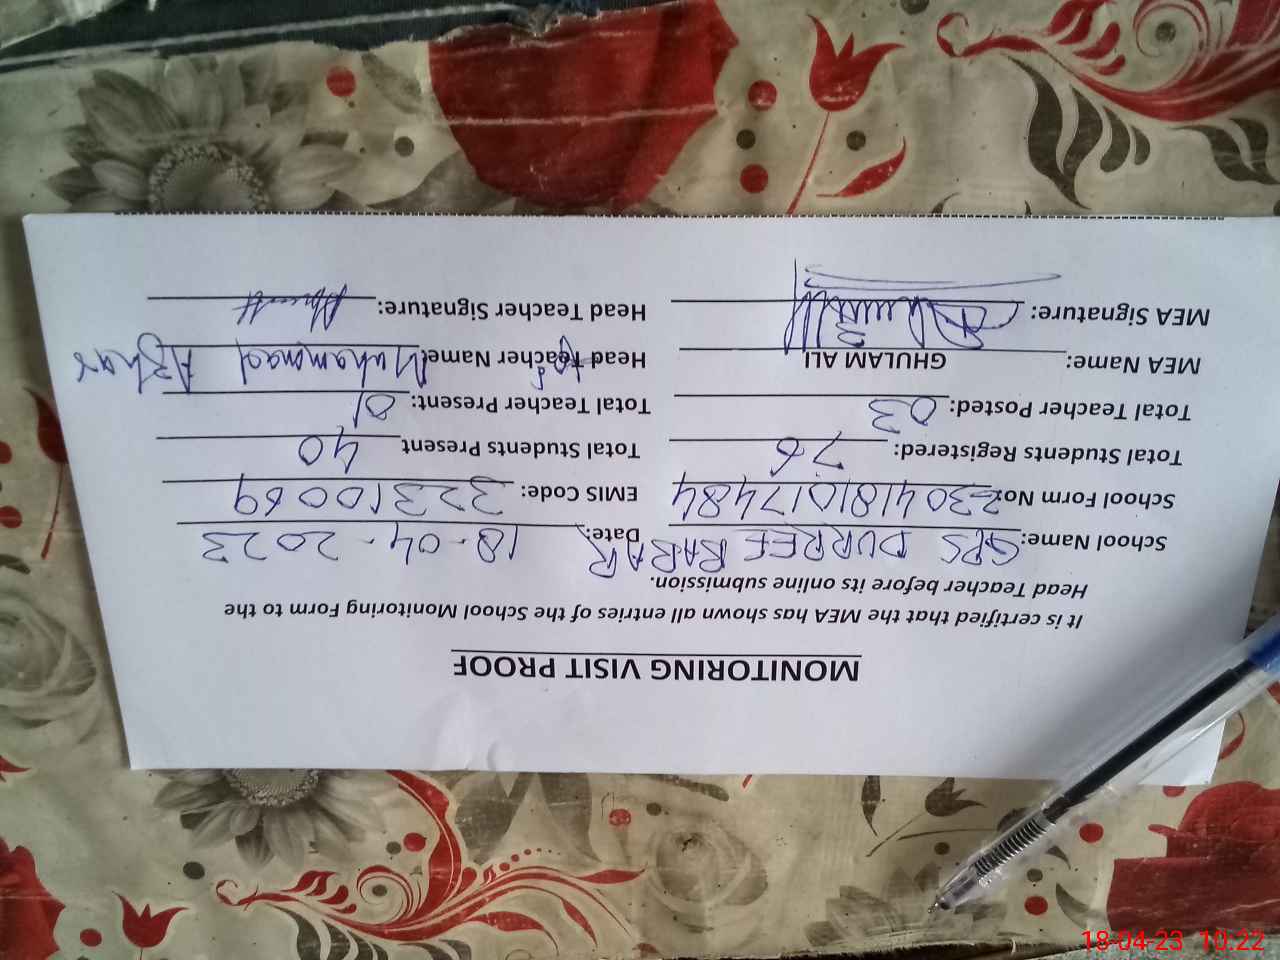 MONITORING VISIT PROOF
It is certified that the MEA has shown all entries of the School Monitoring Form to the
Head Teacher before its online submission.
School Name: GPS DURREE BABAR Date: 18-04-2023
School Form No: 2304181017484 EMIS Code: 322310069
Total Students Registered: 76 Total Students Present 40
Total Teacher Posted: 03 Total Teacher Present: 01
MEA Name: GHULAM ALI Head Teacher Name: Muhammad Azhar
MEA Signature: Head Teacher Signature:
18-04-23 10:22